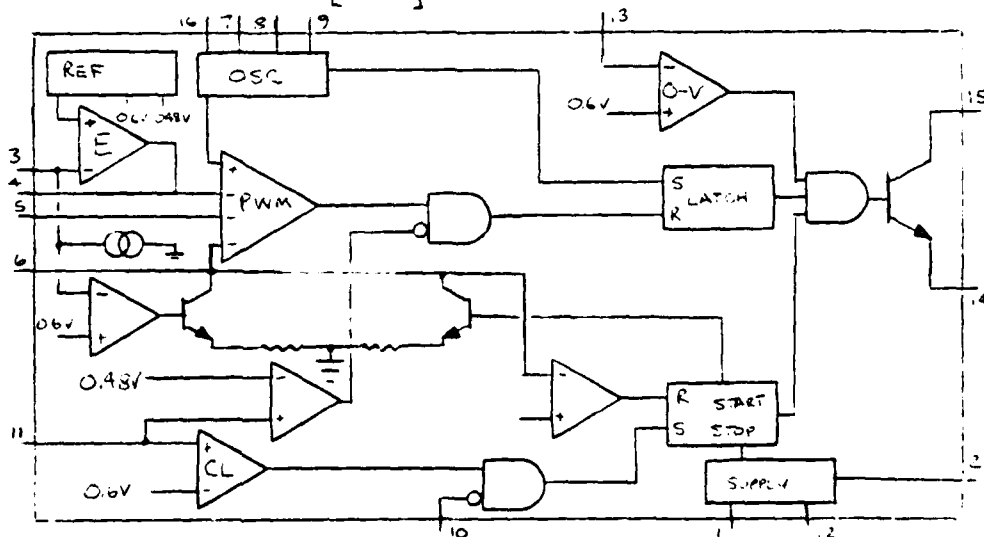 16 7 8 9
13
REF
OSC
O-V
0.6V
0.6V 0.48V
+
-
+
-
E
3
4
5
+
-
-
PWM
S
R
LATCH
15
14
6
-
+
0.6V
0.48V
-
+
-
+
R START
S STOP
11
+
-
CL
0.6V
SUPPLY
2
10
1
12